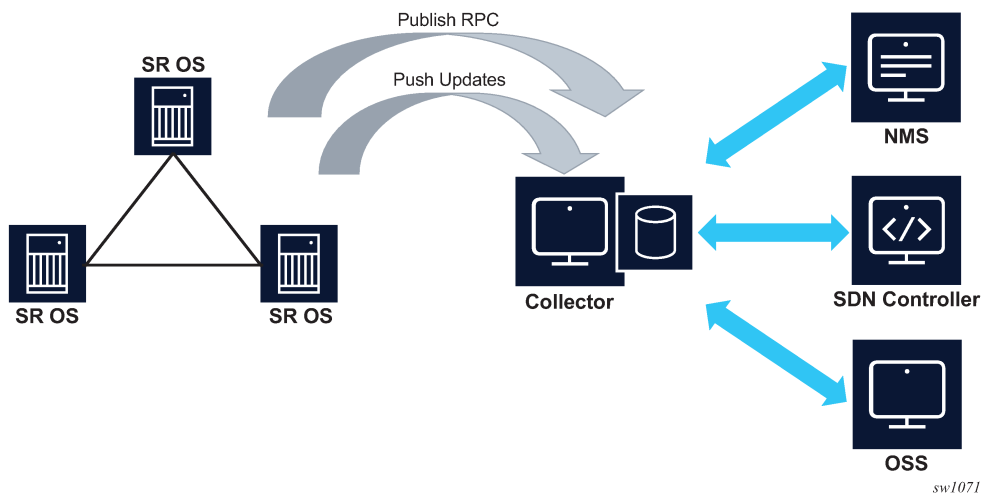 Publish RPC
Push Updates
SR OS
SR OS
SR OS
Collector
NMS
</>
SDN Controller
OSS
sw1071